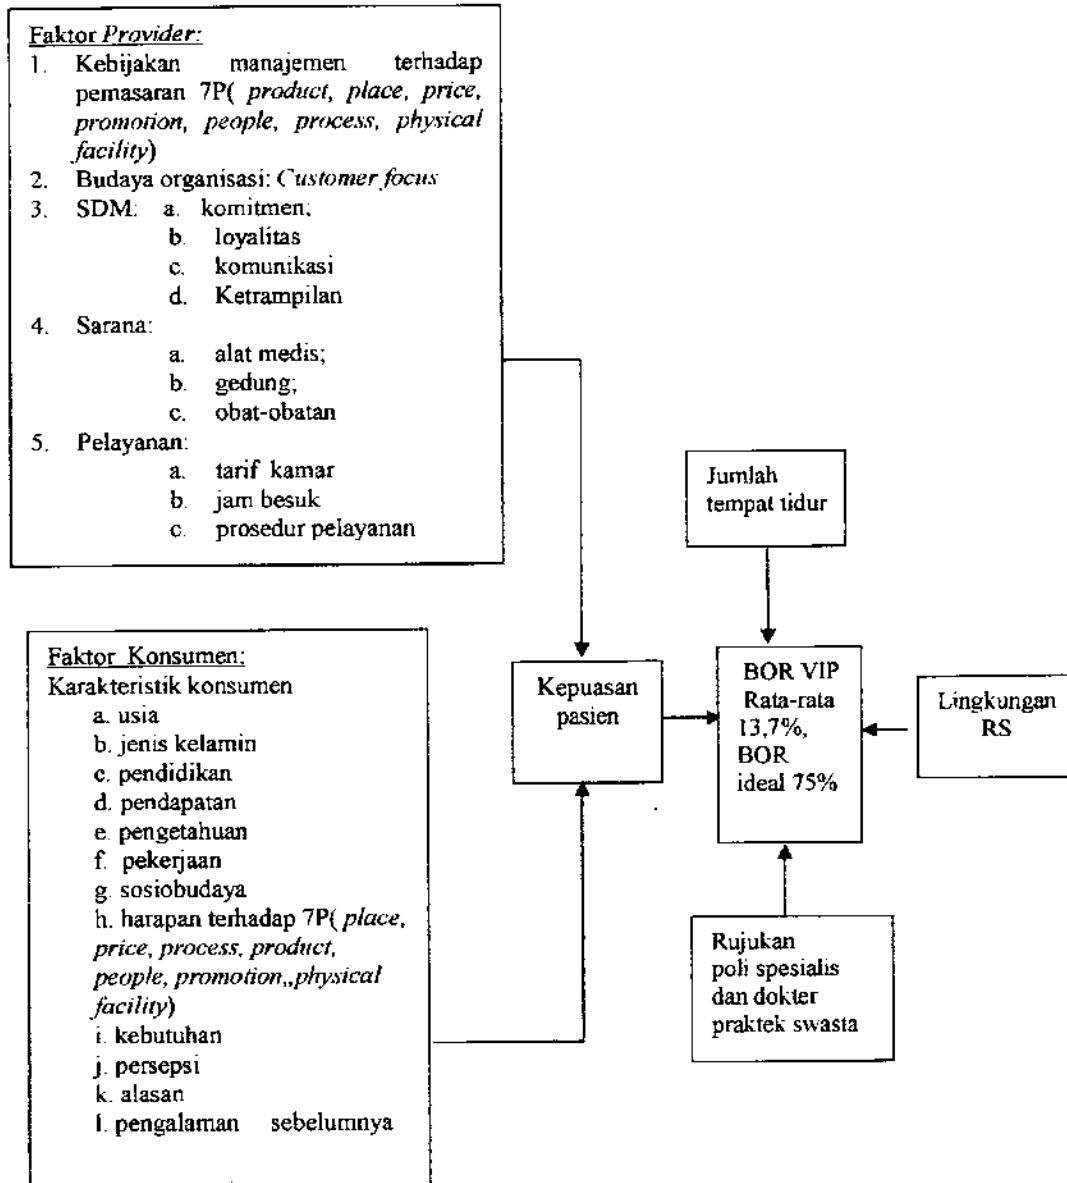 Faktor Provider:
1. Kebijakan manajemen terhadap
pemasaran 7P( product, place, price,
promotion, people, process, physical
facility)
2. Budaya organisasi: Customer focus
3. SDM: a. komitmen;
b. loyalitas
c. komunikasi
d. Ketrampilan
4. Sarana:
a. alat medis;
b. gedung;
c. obat-obatan
5. Pelayanan:
a. tarif kamar
b. jam besuk
c. prosedur pelayanan
Jumlah
tempat tidur
Faktor Konsumen:
Karakteristik konsumen
a. usia
b. jenis kelamin
c. pendidikan
d. pendapatan
e. pengetahuan
f. pekerjaan
g. sosiobudaya
h. harapan terhadap 7P( place,
price, process, product,
people, promotion,,physical
facility)
i. kebutuhan
j. persepsi
k. alasan
l. pengalaman sebelumnya
Kepuasan
pasien
BOR VIP
Rata-rata
13,7%,
BOR
ideal 75%
Lingkungan
RS
Rujukan
poli spesialis
dan dokter
praktek swasta